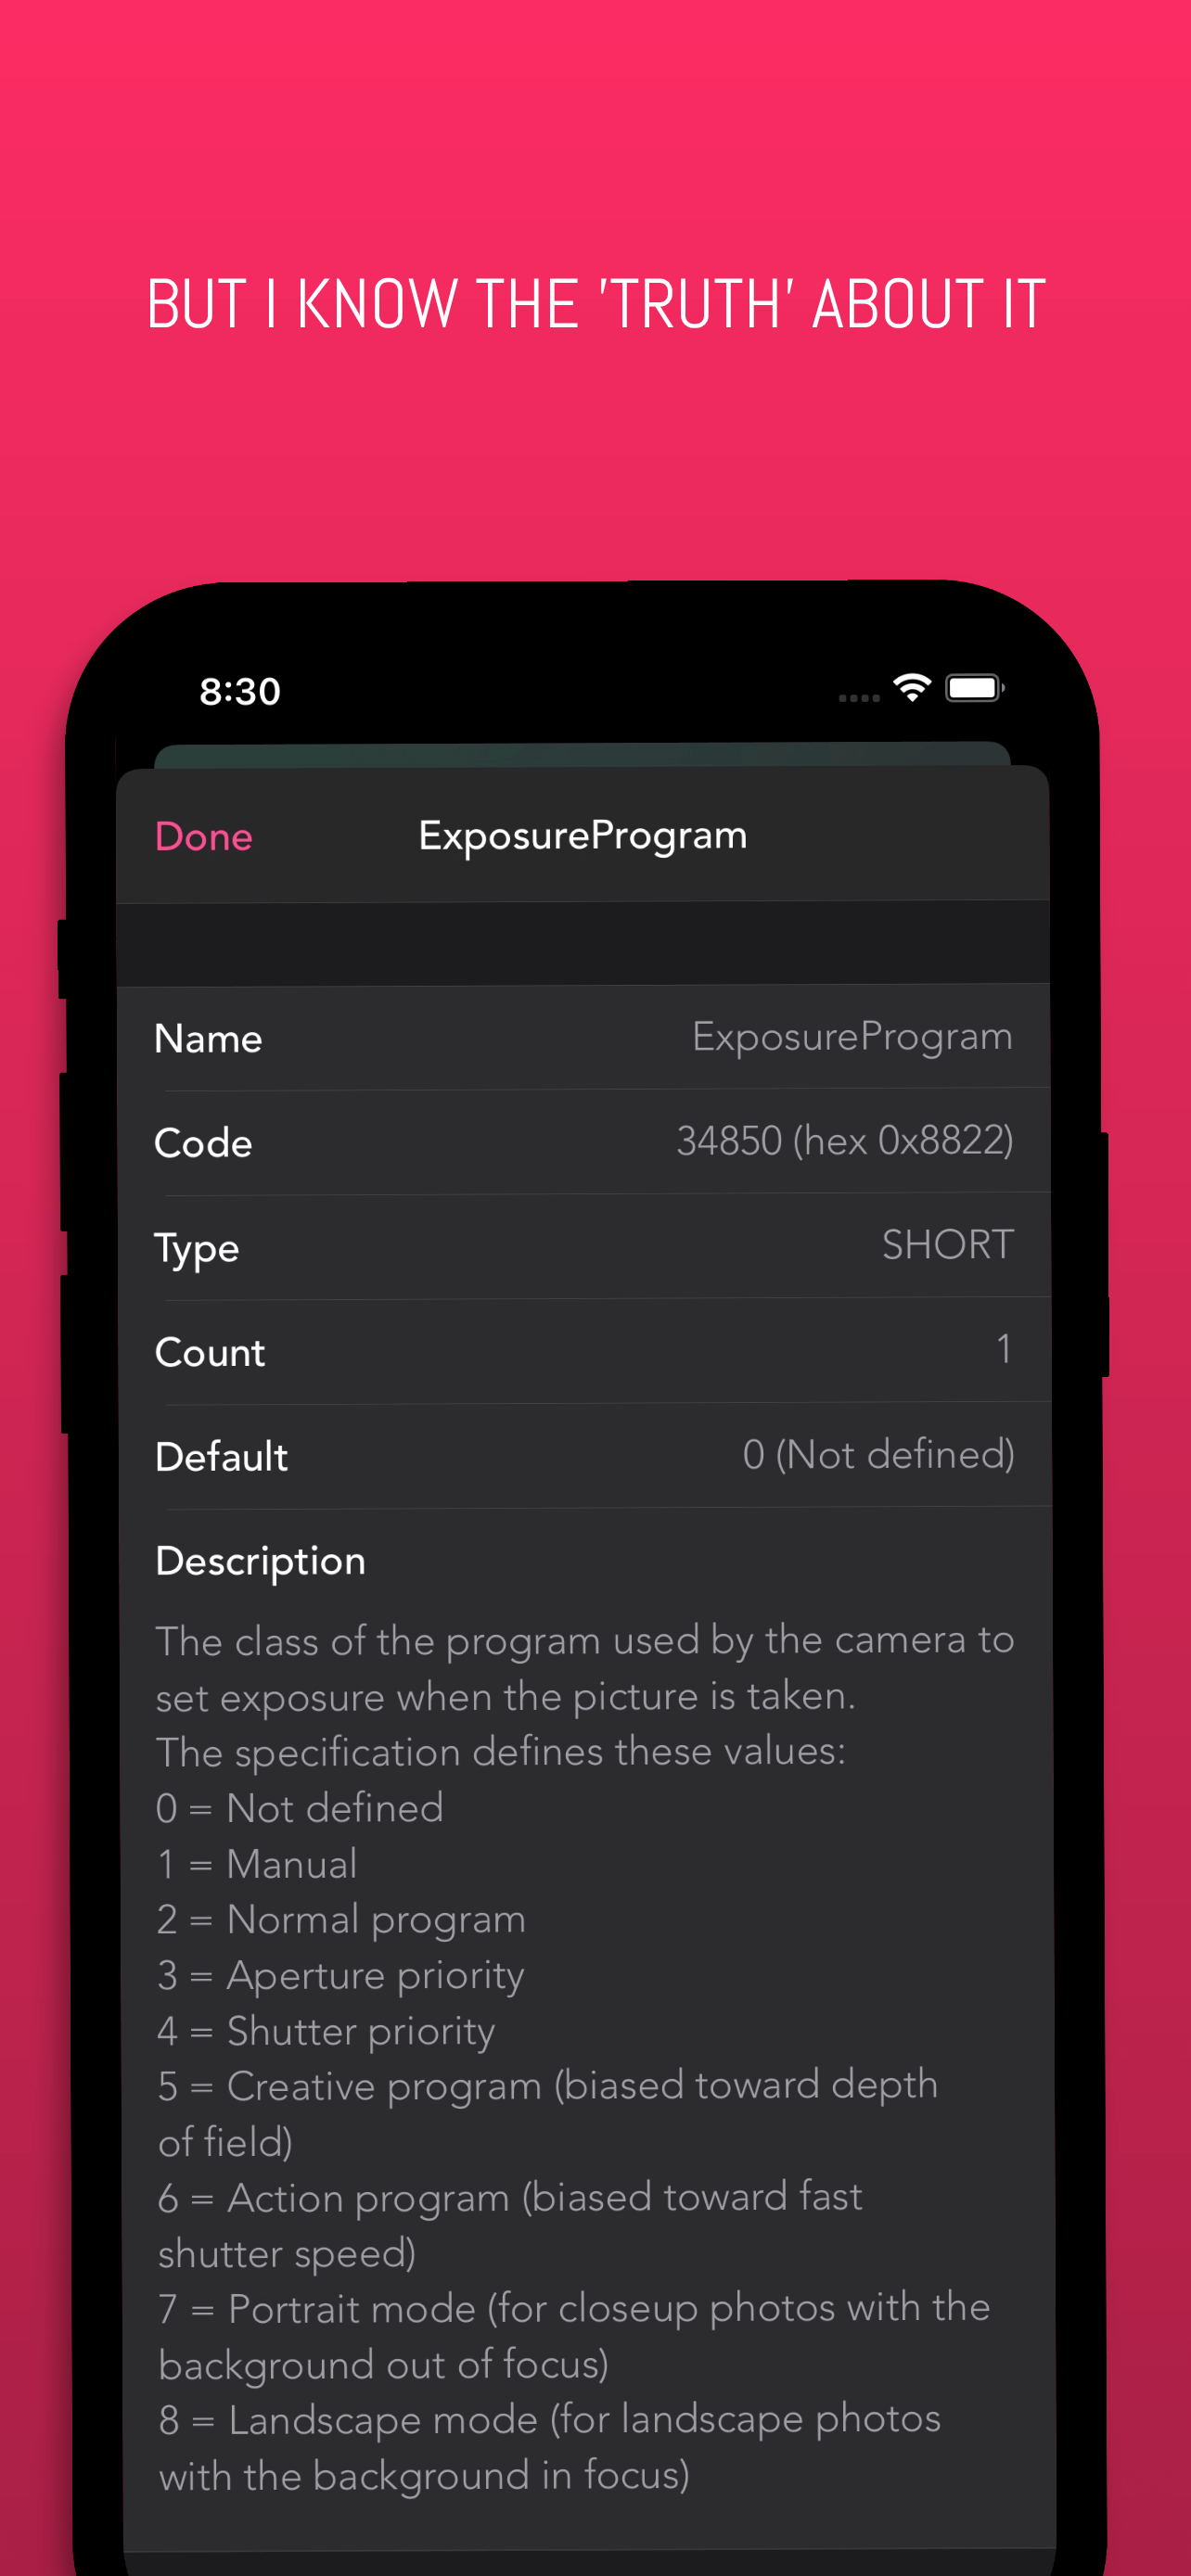 BUT I KNOW THE 'TRUTH' ABOUT IT
8:30
Done ExposureProgram
Name ExposureProgram
Code 34850 (hex 0x8822)
Type SHORT
Count 1
Default 0 (Not defined)
Description
The class of the program used by the camera to
set exposure when the picture is taken.
The specification defines these values:
0 = Not defined
1 = Manual
2 = Normal program
3 = Aperture priority
4 = Shutter priority
5 = Creative program (biased toward depth
of field)
6 = Action program (biased toward fast
shutter speed)
7 = Portrait mode (for closeup photos with the
background out of focus)
8 = Landscape mode (for landscape photos
with the background in focus)